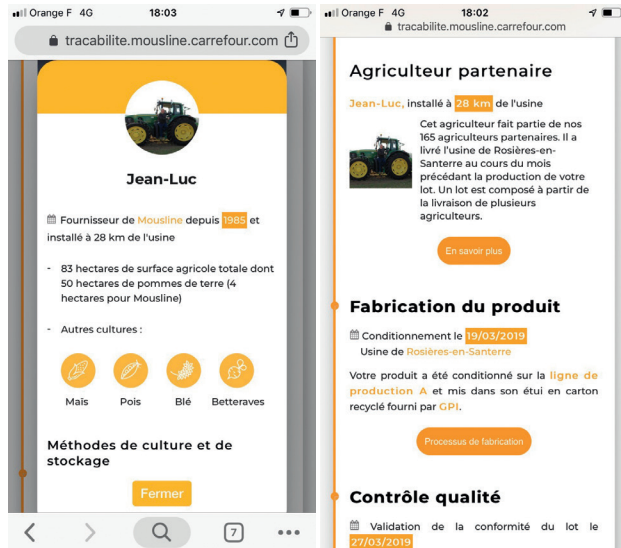 Orange F 4G 18:03
tracabilite.mousline.carrefour.com
Jean-Luc
Fournisseur de Mousline depuis 1985 et
installé à 28 km de l'usine
- 83 hectares de surface agricole totale dont
50 hectares de pommes de terre (4
hectares pour Mousline)
- Autres cultures :
Maïs Pois Blé Betteraves
Méthodes de culture et de
stockage
Fermer
7
Orange F 4G 18:02
tracabilite.mousline.carrefour.com
Agriculteur partenaire
Jean-Luc, installé à 28 km de l'usine
Cet agriculteur fait partie de nos
165 agriculteurs partenaires. Il a
livré l'usine de Rosières-en-
Santerre au cours du mois
précédant la production de votre
lot. Un lot est composé à partir de
la livraison de plusieurs
agriculteurs.
En savoir plus
Fabrication du produit
Conditionnement le 19/03/2019
Usine de Rosières-en-Santerre
Votre produit a été conditionné sur la ligne de
production A et mis dans son étui en carton
recyclé fourni par GPI.
Processus de fabrication
Contrôle qualité
Validation de la conformité du lot le
27/03/2019